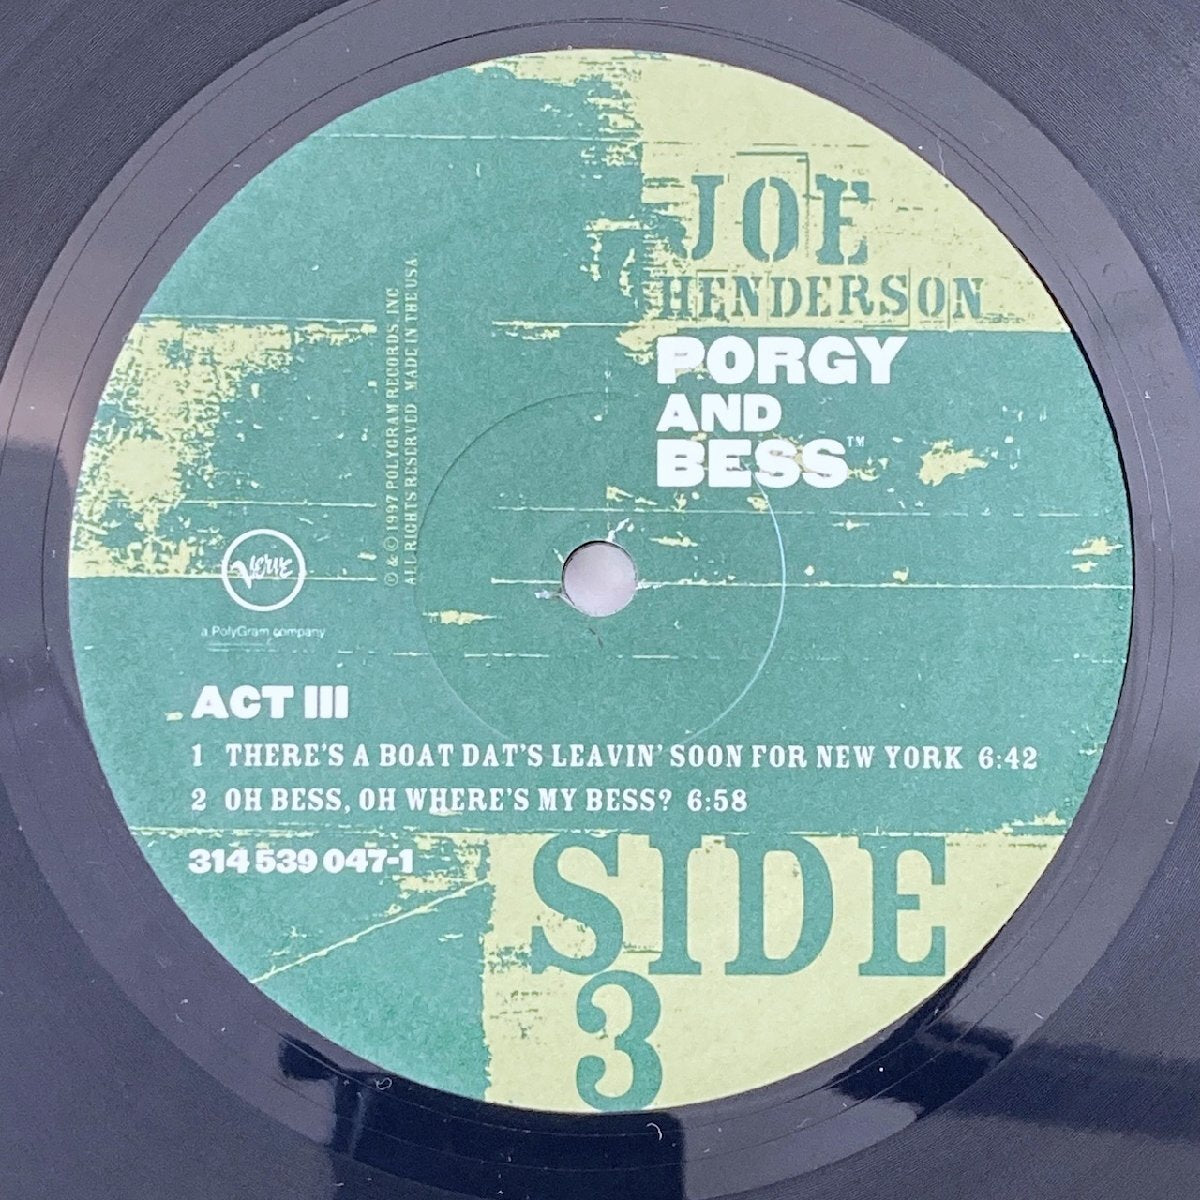 JOE
HENDERSON
PORGY
AND
BESS™
℗ & © 1997 POLYGRAM RECORDS, INC.
ALL RIGHTS RESERVED MADE IN THE USA
Verve
a PolyGram company
ACT III
1 THERE'S A BOAT DAT'S LEAVIN' SOON FOR NEW YORK 6:42
2 OH BESS, OH WHERE'S MY BESS? 6:58
314 539 047-1
SIDE
3